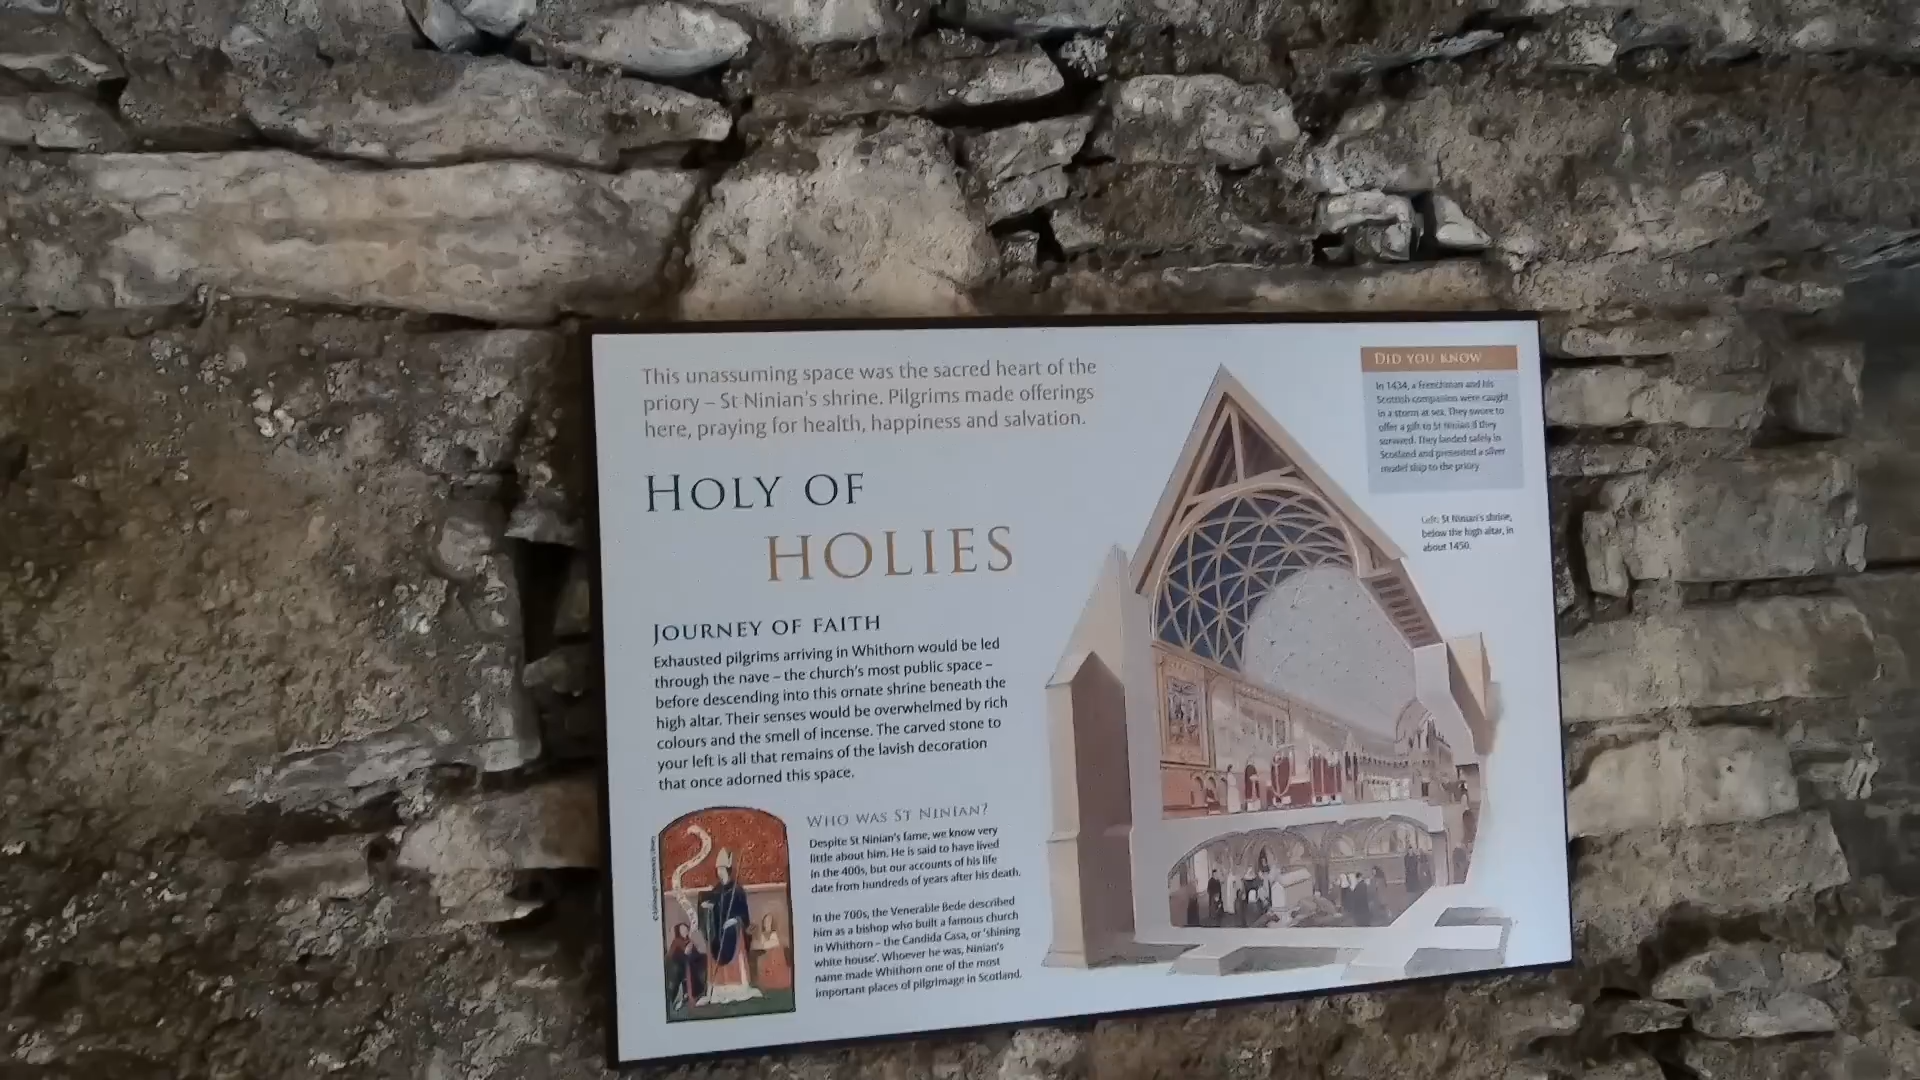 This unassuming space was the sacred heart of the
priory – St Ninian's shrine. Pilgrims made offerings
here, praying for health, happiness and salvation.
HOLY OF
HOLIES
JOURNEY OF FAITH
Exhausted pilgrims arriving in Whithorn would be led
through the nave – the church's most public space –
before descending into this ornate shrine beneath the
high altar. Their senses would be overwhelmed by rich
colours and the smell of incense. The carved stone to
your left is all that remains of the lavish decoration
that once adorned this space.
WHO WAS ST NINIAN?
Despite St Ninian's fame, we know very
little about him. He is said to have lived
in the 400s, but our accounts of his life
date from hundreds of years after his death.
In the 700s, the Venerable Bede described
him as a bishop who built a famous church
in Whithorn – the Candida Casa, or 'shining
white house'. Whoever he was, Ninian's
name made Whithorn one of the most
important places of pilgrimage in Scotland.
DID YOU KNOW
In 1434, a Frenchman and his
Scottish companion were caught
in a storm at sea. They swore to
offer a gift to St Ninian if they
survived. They landed safely in
Scotland and presented a silver
model ship to the priory
Left: St Ninian's shrine,
below the high altar, in
about 1450.